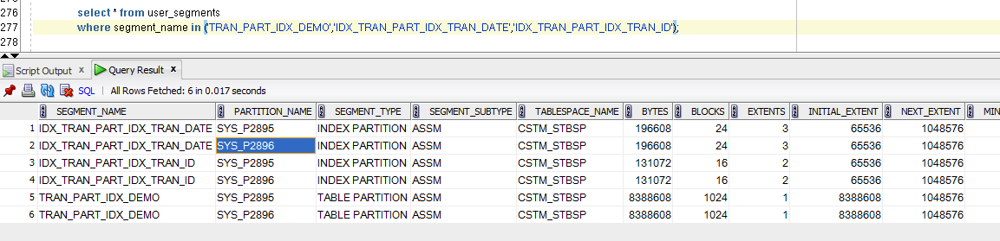 276 select * from user_segments
277 where segment_name in ('TRAN_PART_IDX_DEMO','IDX_TRAN_PART_IDX_TRAN_DATE','IDX_TRAN_PART_IDX_TRAN_ID');
278
Script Output x Query Result x
SQL | All Rows Fetched: 6 in 0.017 seconds
SEGMENT_NAME PARTITION_NAME SEGMENT_TYPE SEGMENT_SUBTYPE TABLESPACE_NAME BYTES BLOCKS EXTENTS INITIAL_EXTENT NEXT_EXTENT MIN
1 IDX_TRAN_PART_IDX_TRAN_DATE SYS_P2895 INDEX PARTITION ASSM CSTM_STBSP 196608 24 3 65536 1048576
2 IDX_TRAN_PART_IDX_TRAN_DATE SYS_P2896 INDEX PARTITION ASSM CSTM_STBSP 196608 24 3 65536 1048576
3 IDX_TRAN_PART_IDX_TRAN_ID SYS_P2895 INDEX PARTITION ASSM CSTM_STBSP 131072 16 2 65536 1048576
4 IDX_TRAN_PART_IDX_TRAN_ID SYS_P2896 INDEX PARTITION ASSM CSTM_STBSP 131072 16 2 65536 1048576
5 TRAN_PART_IDX_DEMO SYS_P2895 TABLE PARTITION ASSM CSTM_STBSP 8388608 1024 1 8388608 1048576
6 TRAN_PART_IDX_DEMO SYS_P2896 TABLE PARTITION ASSM CSTM_STBSP 8388608 1024 1 8388608 1048576